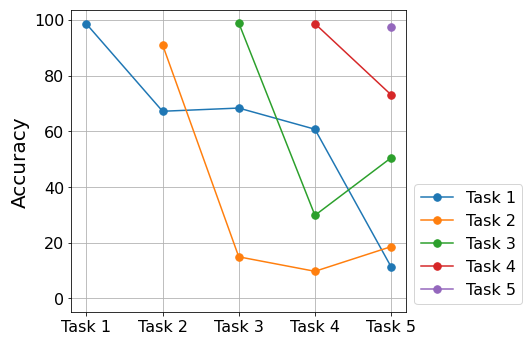 Accuracy
100
80
60
40
20
0
Task 1 Task 2 Task 3 Task 4 Task 5
Task 1
Task 2
Task 3
Task 4
Task 5